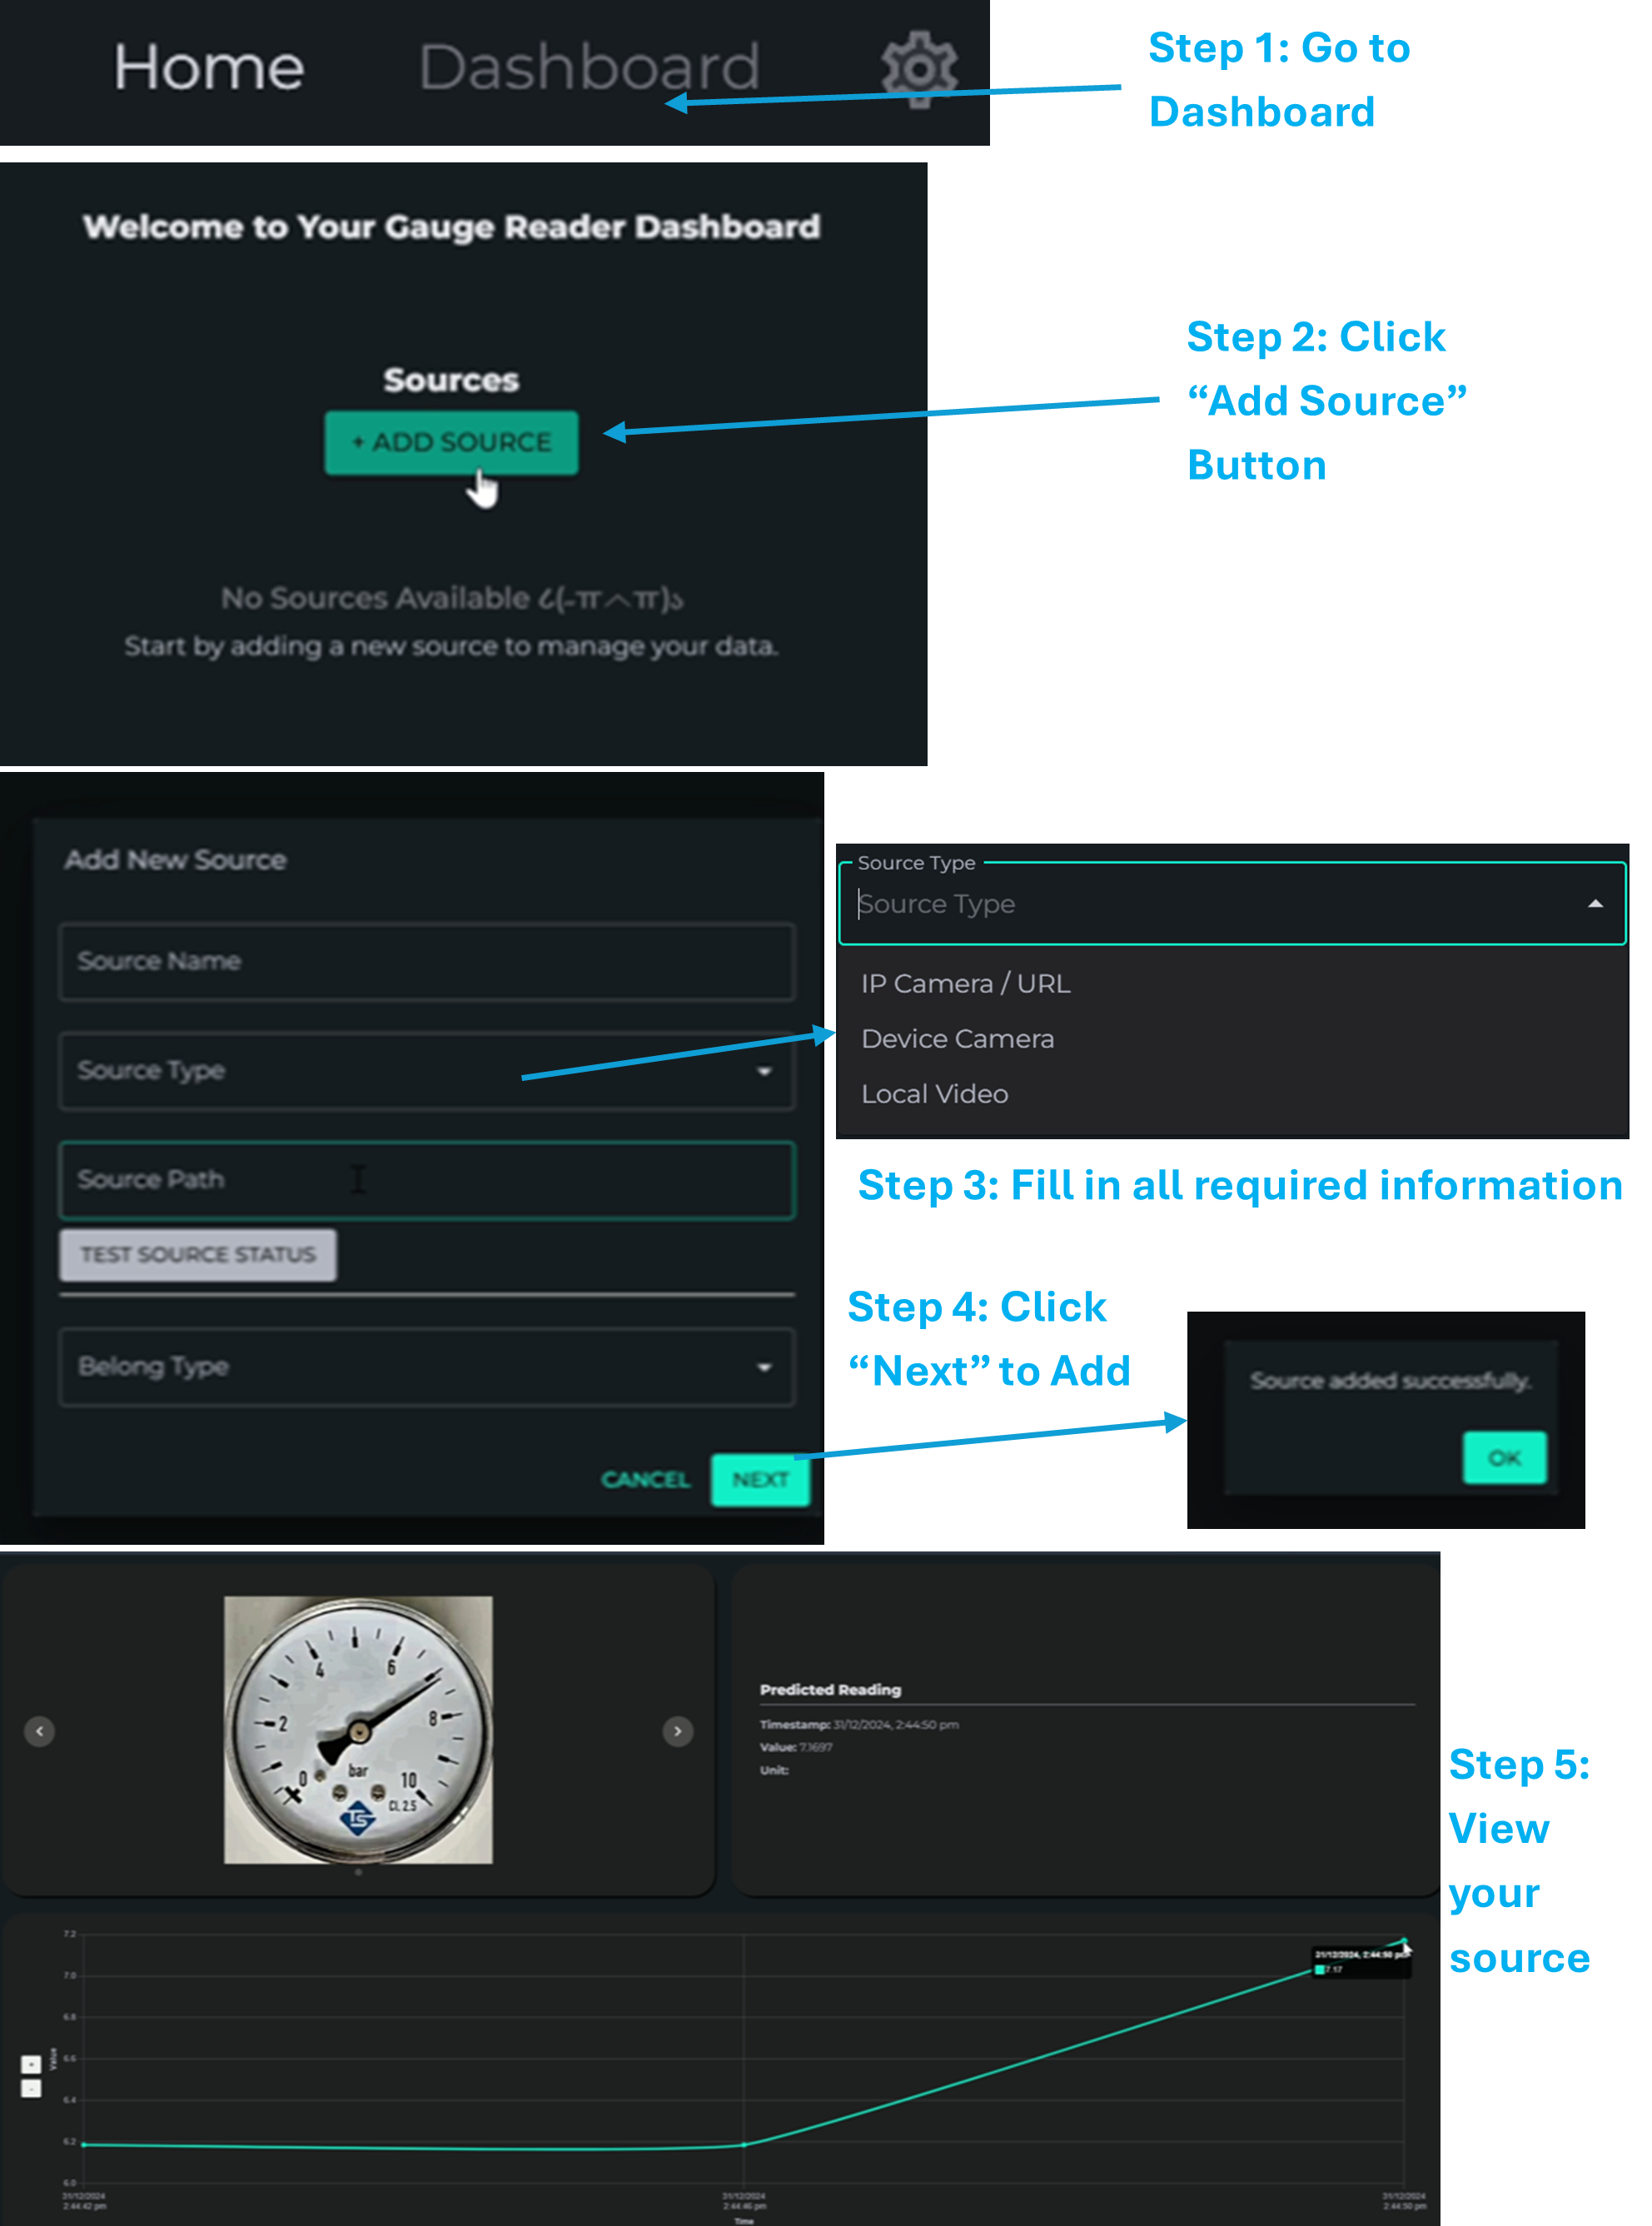 Home
Dashboard
Step 1: Go to
Dashboard
Welcome to Your Gauge Reader Dashboard
Sources
+ ADD SOURCE
Step 2: Click
“Add Source”
Button
No Sources Available
Start by adding a new source to manage your data.
Add New Source
Source Name
Source Type
Source Path
TEST SOURCE STATUS
Belong Type
CANCEL
NEXT
Source Type
Source Type
IP Camera / URL
Device Camera
Local Video
Step 3: Fill in all required information
Step 4: Click
“Next” to Add
Source added successfully.
OK
0
2
4
6
8
10
bar
CL 2.5
TS
Predicted Reading
Timestamp: 31/12/2024, 2:44:50 pm
Value: 7.1697
Unit:
Step 5:
View
your
source
7.2
7.0
6.8
6.6
6.4
6.2
6.0
Value
+
-
31/12/2024, 2:44:50 pm
7.17
31/12/2024
2:44:42 pm
31/12/2024
2:44:46 pm
31/12/2024
2:44:50 pm
Time